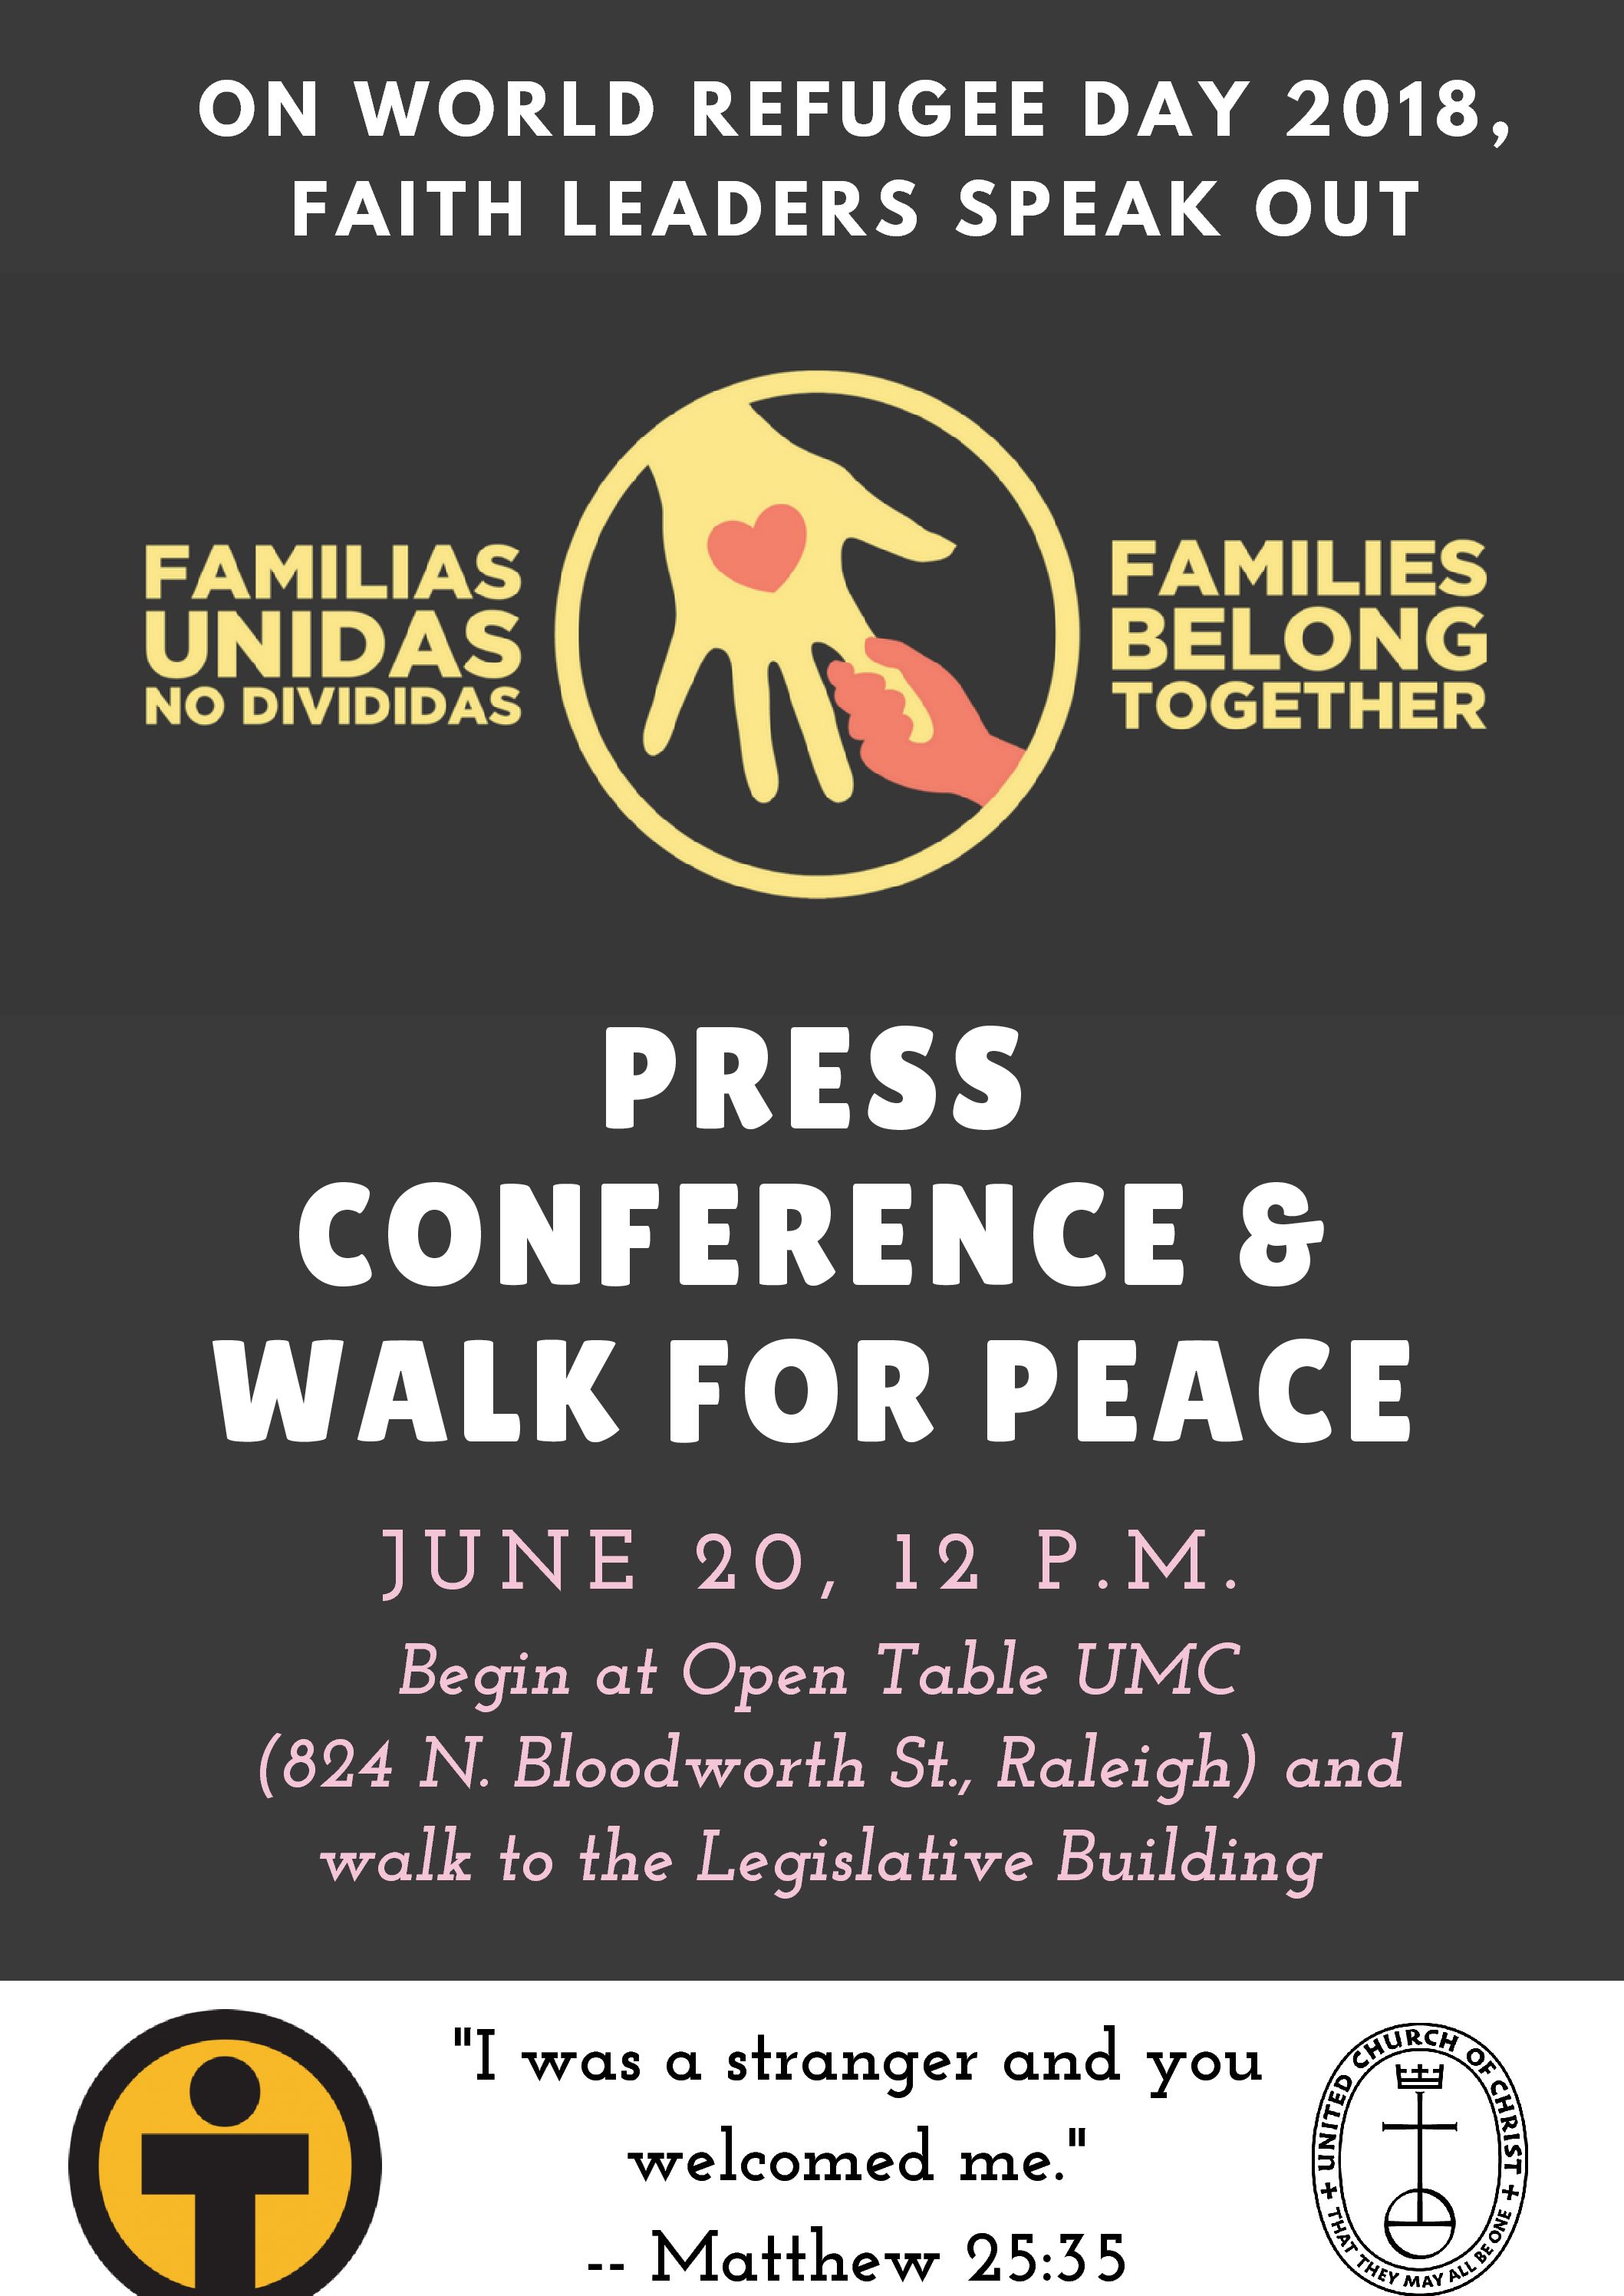 ON WORLD REFUGEE DAY 2018,
FAITH LEADERS SPEAK OUT
FAMILIAS
UNIDAS
NO DIVIDIDAS
FAMILIES
BELONG
TOGETHER
PRESS
CONFERENCE &
WALK FOR PEACE
JUNE 20, 12 P.M.
Begin at Open Table UMC
(824 N. Bloodworth St., Raleigh) and
walk to the Legislative Building
"I was a stranger and you
welcomed me."
-- Matthew 25:35
UNITED CHURCH OF CHRIST
THAT THEY MAY ALL BE ONE